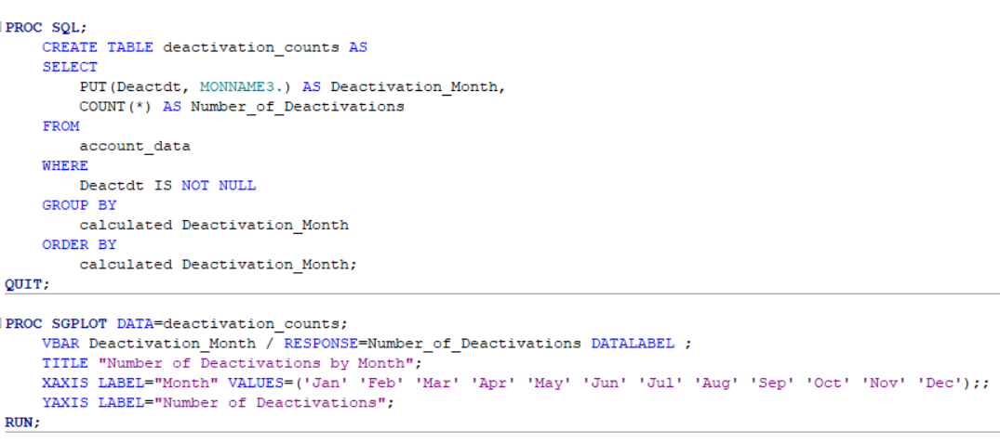 PROC SQL;
CREATE TABLE deactivation_counts AS
SELECT
PUT(Deactdt, MONNAME3.) AS Deactivation_Month,
COUNT(*) AS Number_of_Deactivations
FROM
account_data
WHERE
Deactdt IS NOT NULL
GROUP BY
calculated Deactivation_Month
ORDER BY
calculated Deactivation_Month;
QUIT;
PROC SGPLOT DATA=deactivation_counts;
VBAR Deactivation_Month / RESPONSE=Number_of_Deactivations DATALABEL ;
TITLE "Number of Deactivations by Month";
XAXIS LABEL="Month" VALUES=('Jan' 'Feb' 'Mar' 'Apr' 'May' 'Jun' 'Jul' 'Aug' 'Sep' 'Oct' 'Nov' 'Dec');;
YAXIS LABEL="Number of Deactivations";
RUN;